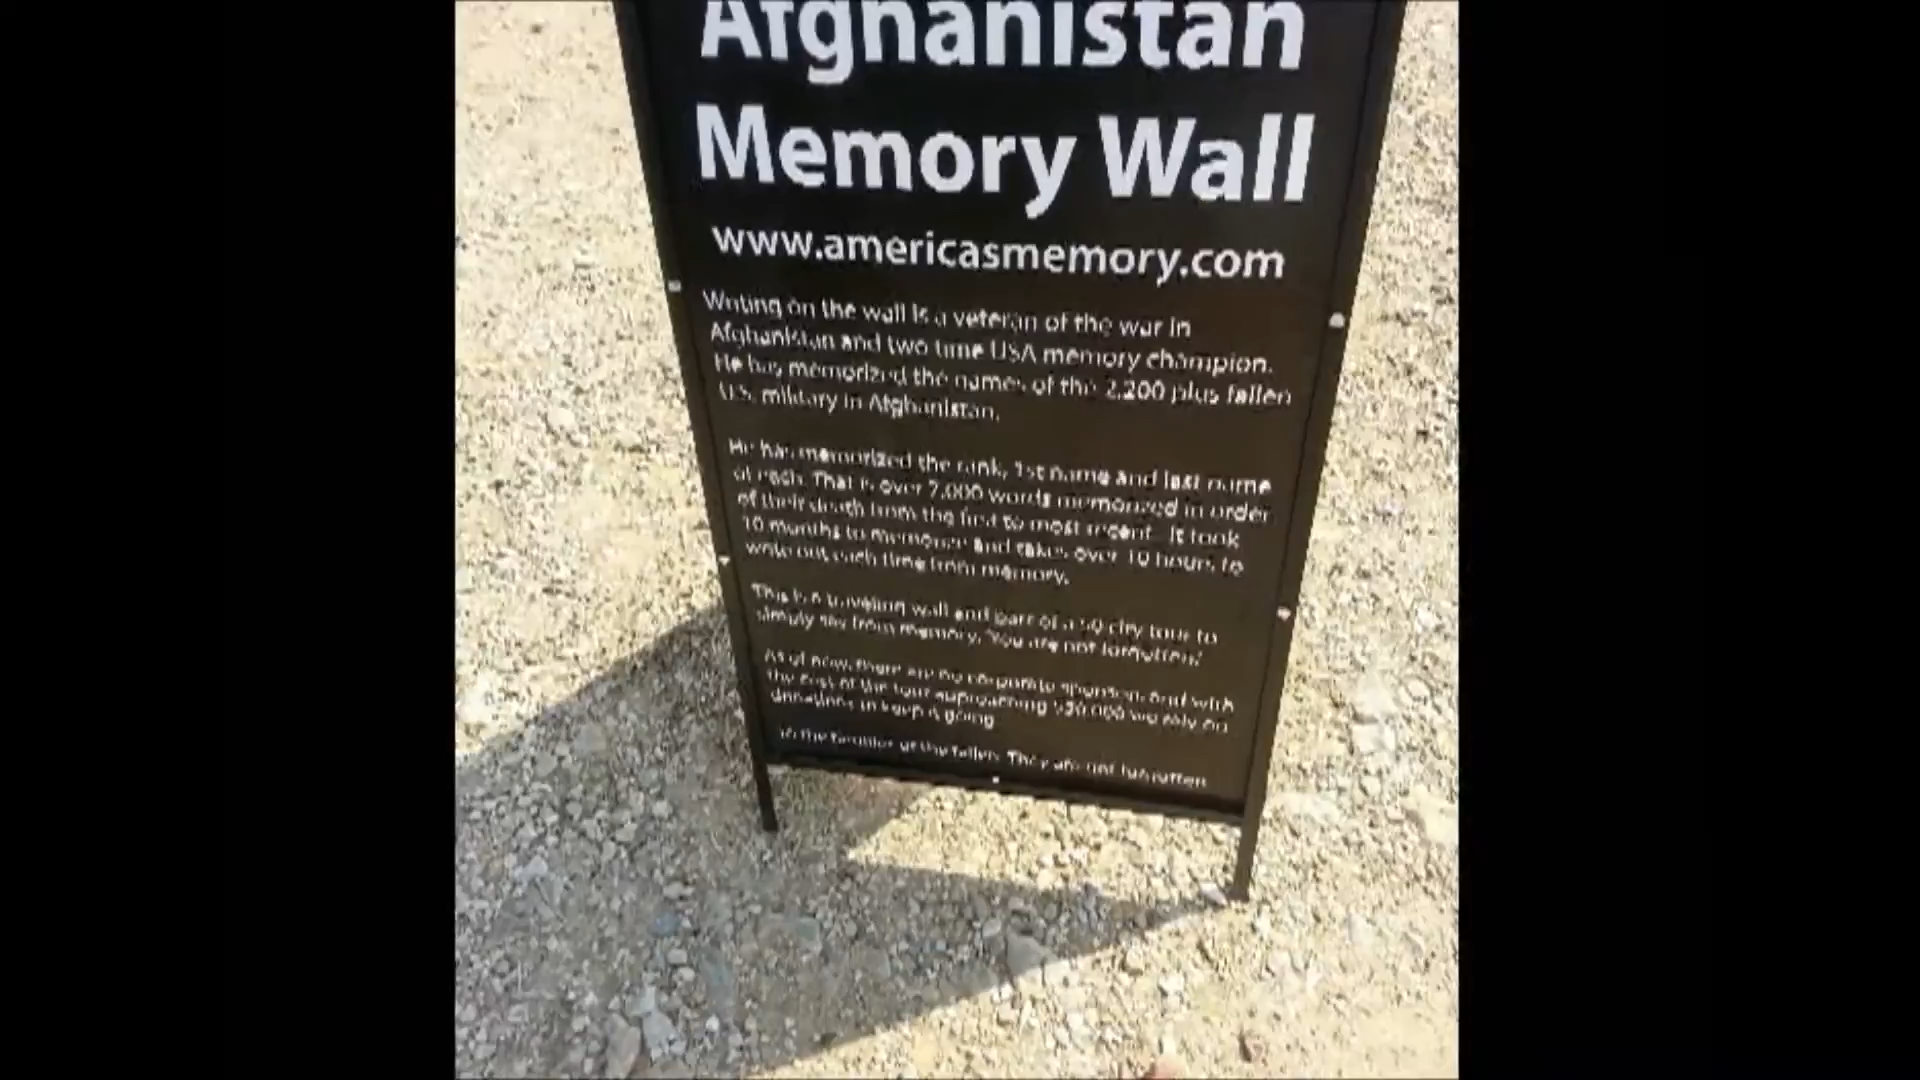 Afghanistan
Memory Wall
www.americasmemory.com
Writing on the wall is a veteran of the war in
Afghanistan and two time USA memory champion.
He has memorized the names of the 2,200 plus fallen
U.S. military in Afghanistan.
He has memorized the rank, 1st name and last name
of each. That is over 7,000 words memorized in order
of their death from the first to most recent. It took
10 months to memorize and takes over 10 hours to
write out each time from memory.
This is a traveling wall and part of a 50 city tour to
simply say from memory, "You are not forgotten."
As of now, there are no corporate sponsors and with
the cost of the tour approaching we rely on
donations to keep it going
To the families of the fallen. They are not forgotten